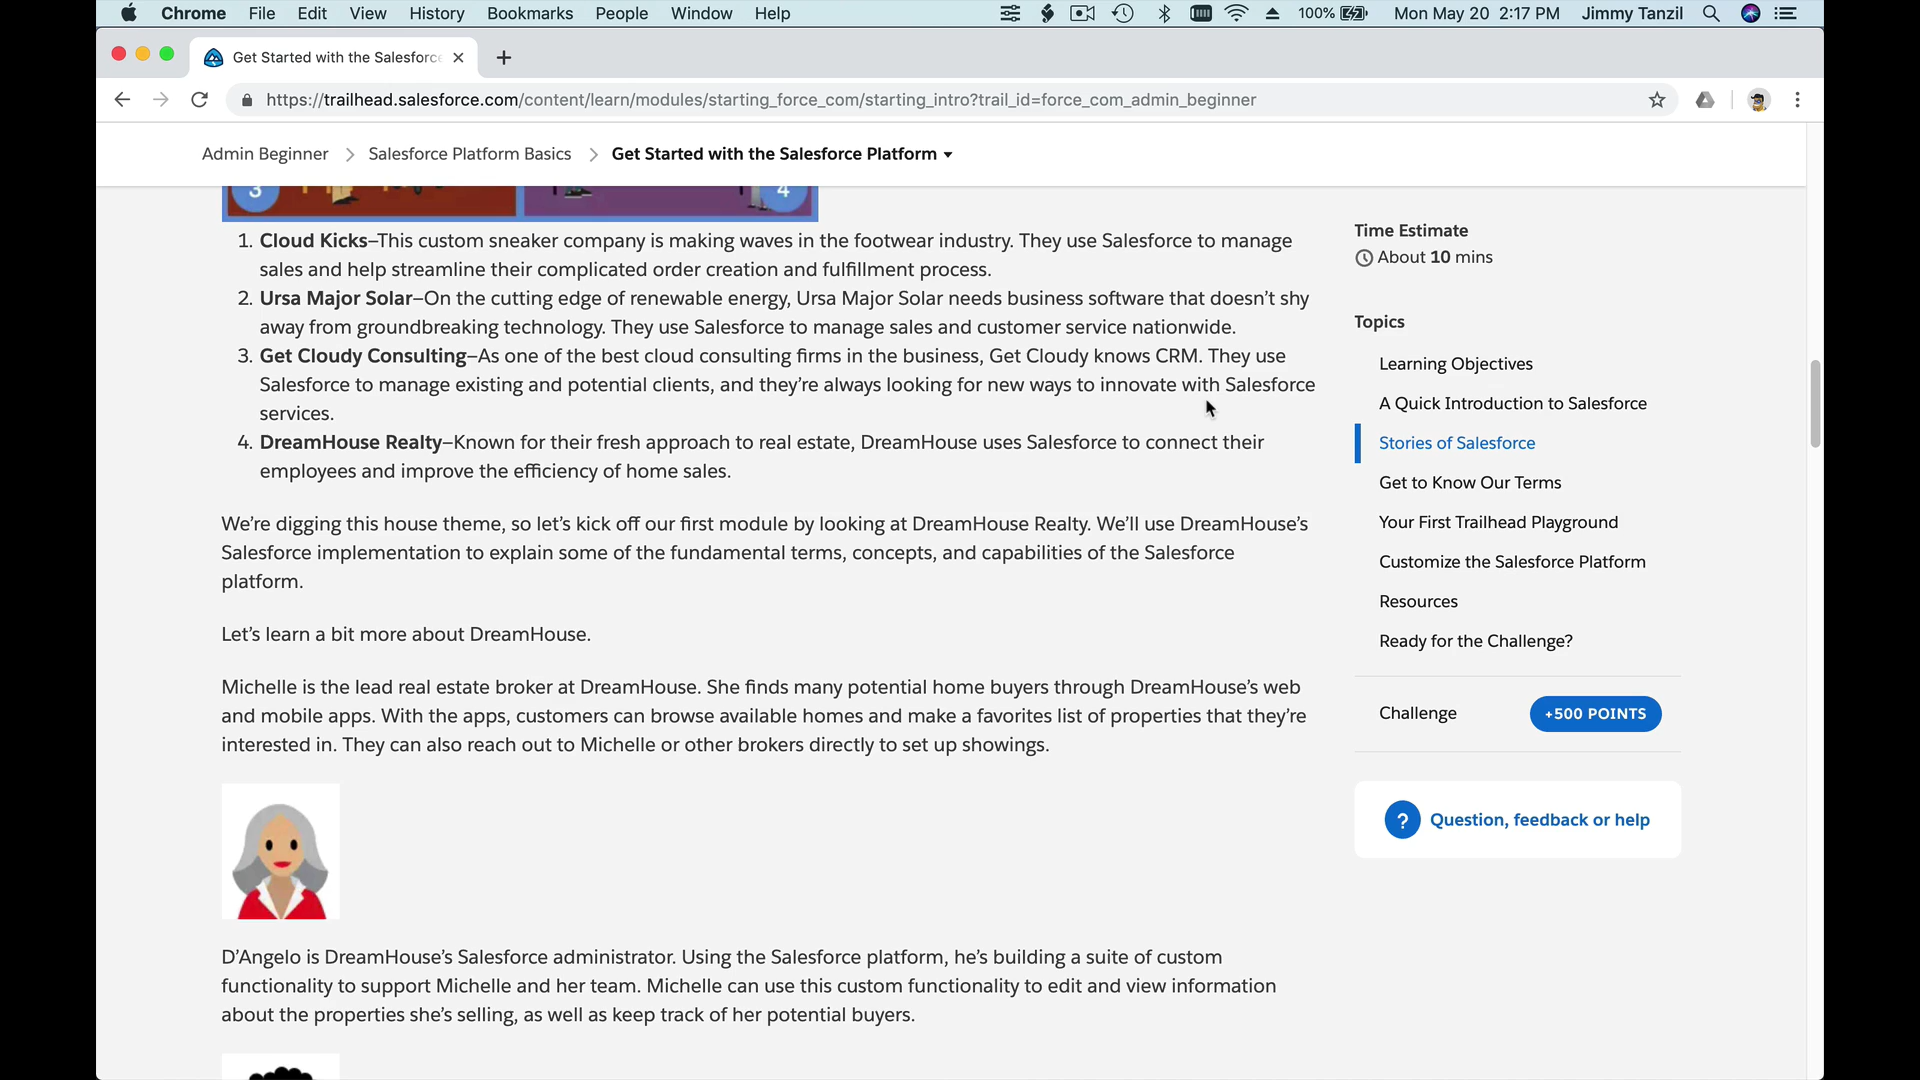 Chrome File Edit View History Bookmarks People Window Help 100% Mon May 20 2:17 PM Jimmy Tanzil
Get Started with the Salesforc
https://trailhead.salesforce.com/content/learn/modules/starting_force_com/starting_intro?trail_id=force_com_admin_beginner
Admin Beginner Salesforce Platform Basics Get Started with the Salesforce Platform
3 4
1. Cloud Kicks–This custom sneaker company is making waves in the footwear industry. They use Salesforce to manage
sales and help streamline their complicated order creation and fulfillment process.
2. Ursa Major Solar–On the cutting edge of renewable energy, Ursa Major Solar needs business software that doesn't shy
away from groundbreaking technology. They use Salesforce to manage sales and customer service nationwide.
3. Get Cloudy Consulting–As one of the best cloud consulting firms in the business, Get Cloudy knows CRM. They use
Salesforce to manage existing and potential clients, and they're always looking for new ways to innovate with Salesforce
services.
4. DreamHouse Realty–Known for their fresh approach to real estate, DreamHouse uses Salesforce to connect their
employees and improve the efficiency of home sales.
We're digging this house theme, so let's kick off our first module by looking at DreamHouse Realty. We'll use DreamHouse's
Salesforce implementation to explain some of the fundamental terms, concepts, and capabilities of the Salesforce
platform.
Let's learn a bit more about DreamHouse.
Michelle is the lead real estate broker at DreamHouse. She finds many potential home buyers through DreamHouse's web
and mobile apps. With the apps, customers can browse available homes and make a favorites list of properties that they're
interested in. They can also reach out to Michelle or other brokers directly to set up showings.
D'Angelo is DreamHouse's Salesforce administrator. Using the Salesforce platform, he's building a suite of custom
functionality to support Michelle and her team. Michelle can use this custom functionality to edit and view information
about the properties she's selling, as well as keep track of her potential buyers.
Time Estimate
About 10 mins
Topics
Learning Objectives
A Quick Introduction to Salesforce
Stories of Salesforce
Get to Know Our Terms
Your First Trailhead Playground
Customize the Salesforce Platform
Resources
Ready for the Challenge?
Challenge +500 POINTS
? Question, feedback or help